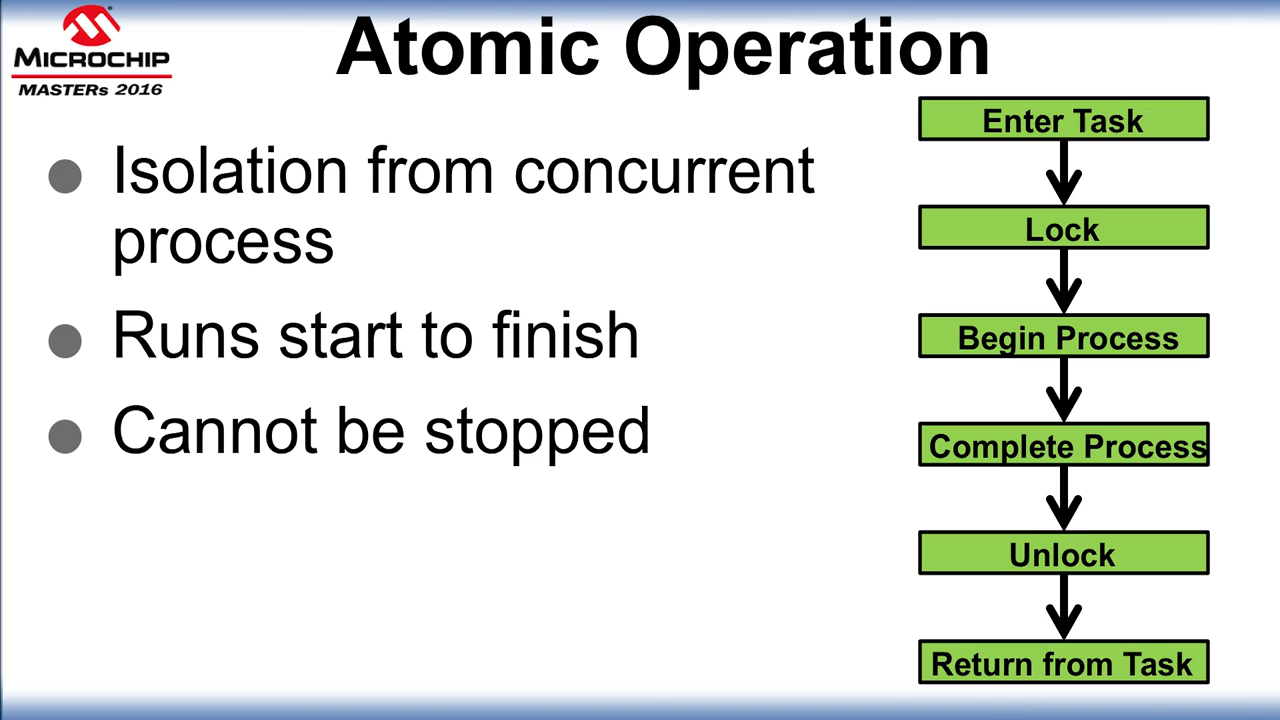 MICROCHIP
MASTERs 2016
Atomic Operation
Isolation from concurrent
process
Runs start to finish
Cannot be stopped
Enter Task
Lock
Begin Process
Complete Process
Unlock
Return from Task